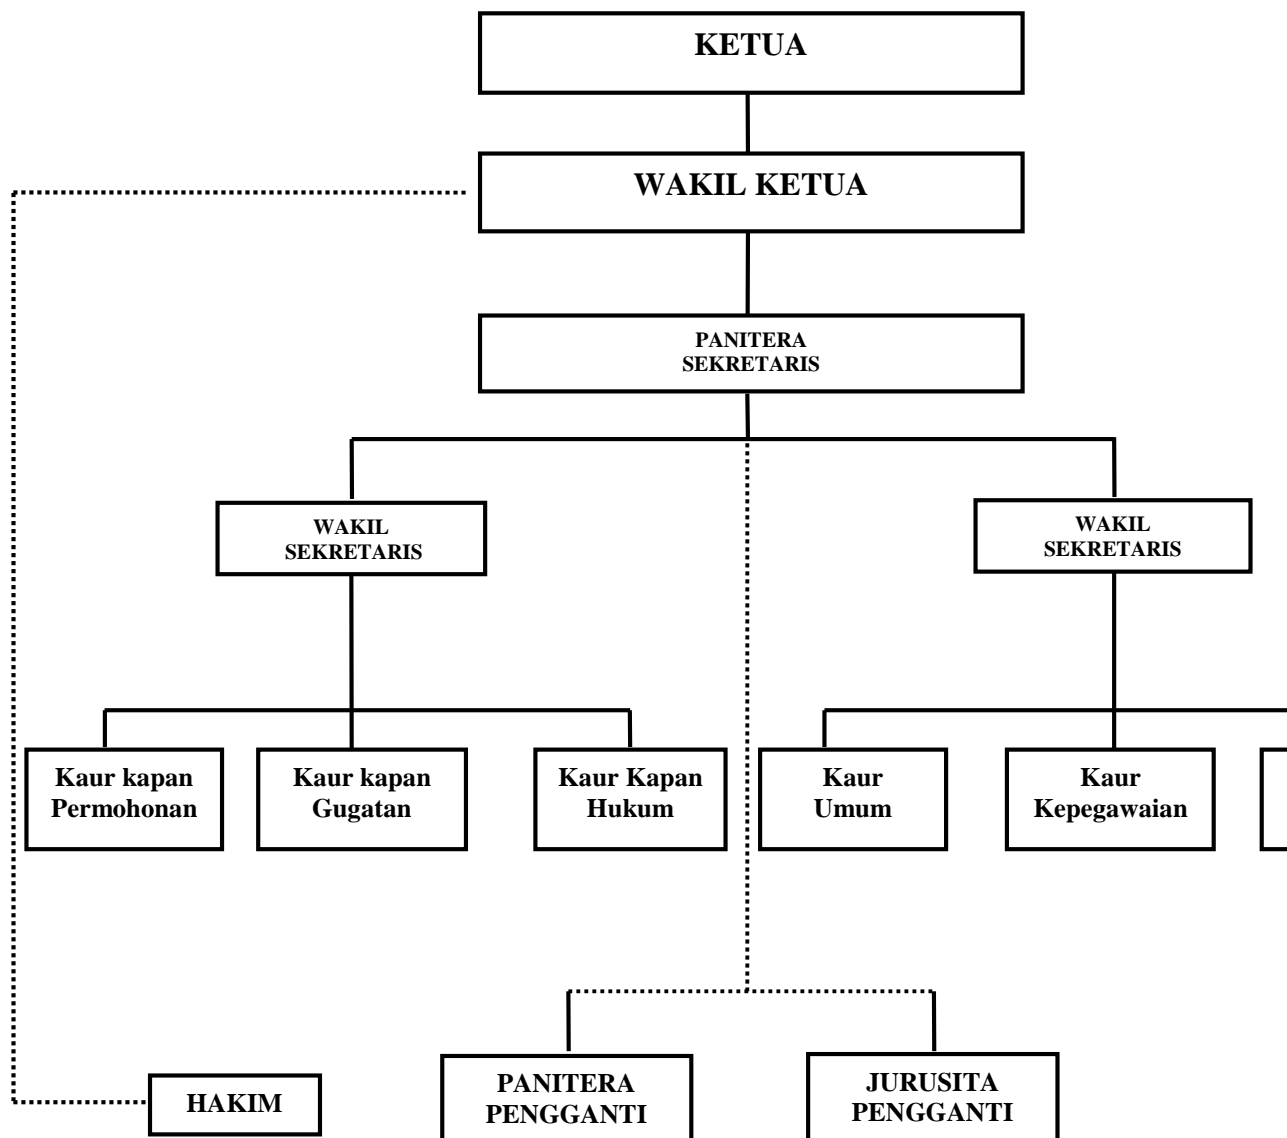 KETUA
WAKIL KETUA
PANITERA
SEKRETARIS
WAKIL
SEKRETARIS
WAKIL
SEKRETARIS
Kaur kapan
Permohonan
Kaur kapan
Gugatan
Kaur Kapan
Hukum
Kaur
Umum
Kaur
Kepegawaian
HAKIM
PANITERA
PENGGANTI
JURUSITA
PENGGANTI